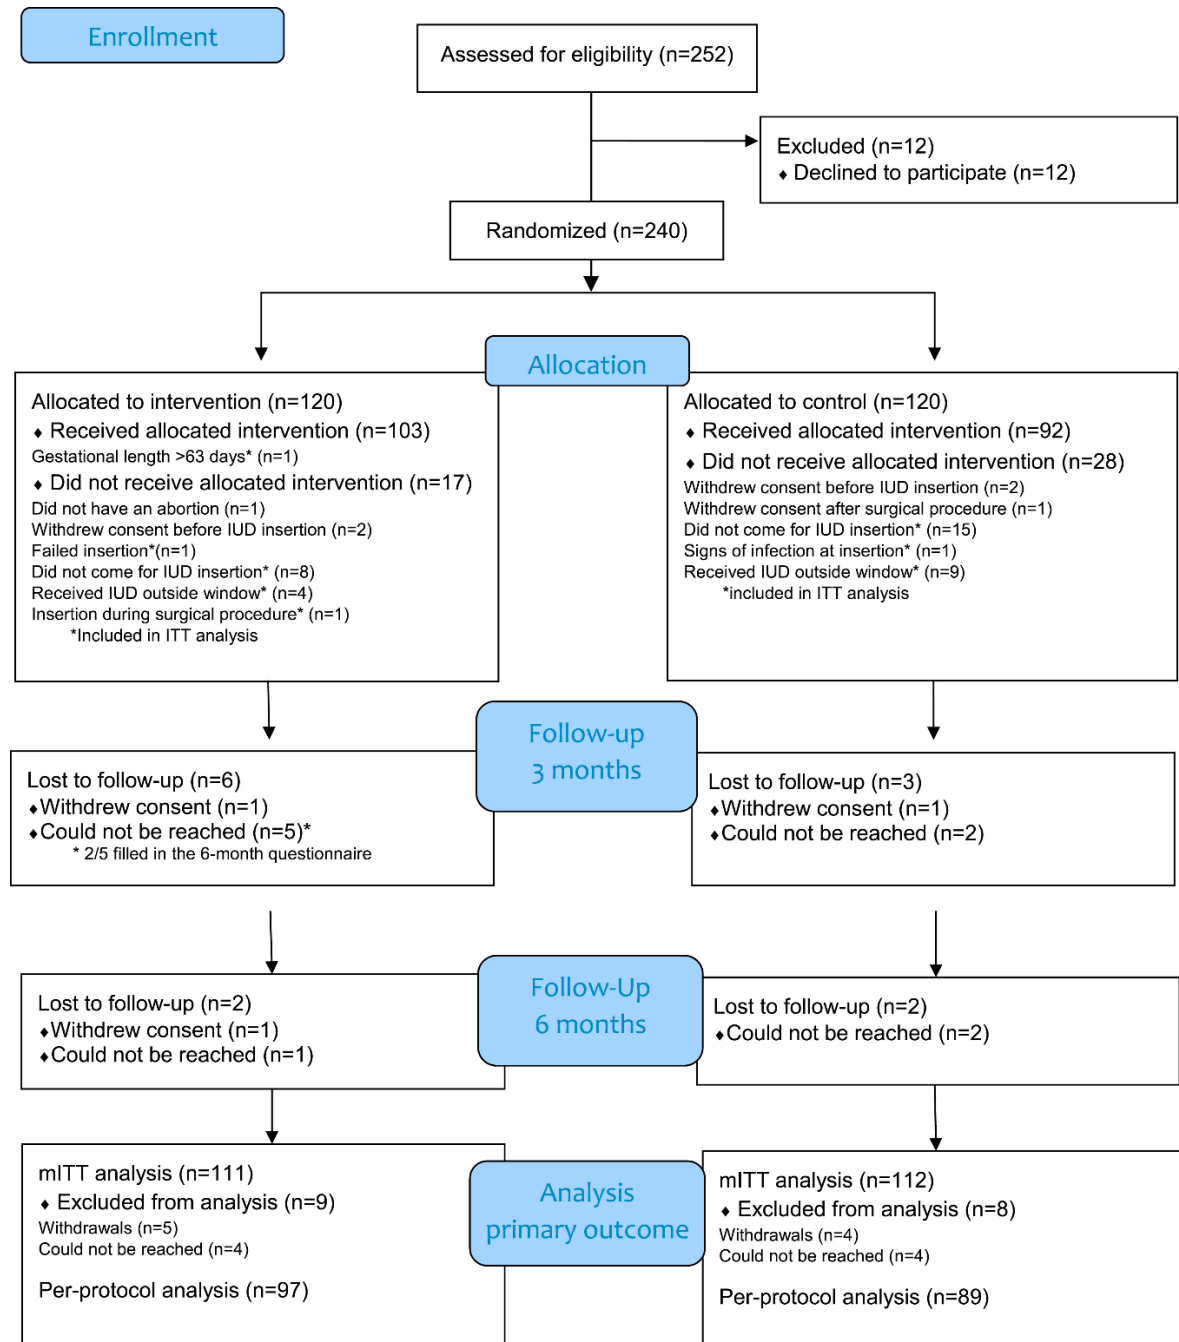 Enrollment
Assessed for eligibility (n=252)
Excluded (n=12)
♦ Declined to participate (n=12)
Randomized (n=240)
Allocation
Allocated to intervention (n=120)
♦ Received allocated intervention (n=103)
Gestational length >63 days* (n=1)
♦ Did not receive allocated intervention (n=17)
Did not have an abortion (n=1)
Withdrew consent before IUD insertion (n=2)
Failed insertion*(n=1)
Did not come for IUD insertion* (n=8)
Received IUD outside window* (n=4)
Insertion during surgical procedure* (n=1)
*Included in ITT analysis
Allocated to control (n=120)
♦ Received allocated intervention (n=92)
♦ Did not receive allocated intervention (n=28)
Withdrew consent before IUD insertion (n=2)
Withdrew consent after surgical procedure (n=1)
Did not come for IUD insertion* (n=15)
Signs of infection at insertion* (n=1)
Received IUD outside window* (n=9)
*included in ITT analysis
Follow-up
3 months
Lost to follow-up (n=6)
♦Withdrew consent (n=1)
♦Could not be reached (n=5)*
* 2/5 filled in the 6-month questionnaire
Lost to follow-up (n=3)
♦Withdrew consent (n=1)
♦Could not be reached (n=2)
Follow-Up
6 months
Lost to follow-up (n=2)
♦Withdrew consent (n=1)
♦Could not be reached (n=1)
Lost to follow-up (n=2)
♦Could not be reached (n=2)
Analysis
primary outcome
mITT analysis (n=111)
♦ Excluded from analysis (n=9)
Withdrawals (n=5)
Could not be reached (n=4)
Per-protocol analysis (n=97)
mITT analysis (n=112)
♦ Excluded from analysis (n=8)
Withdrawals (n=4)
Could not be reached (n=4)
Per-protocol analysis (n=89)